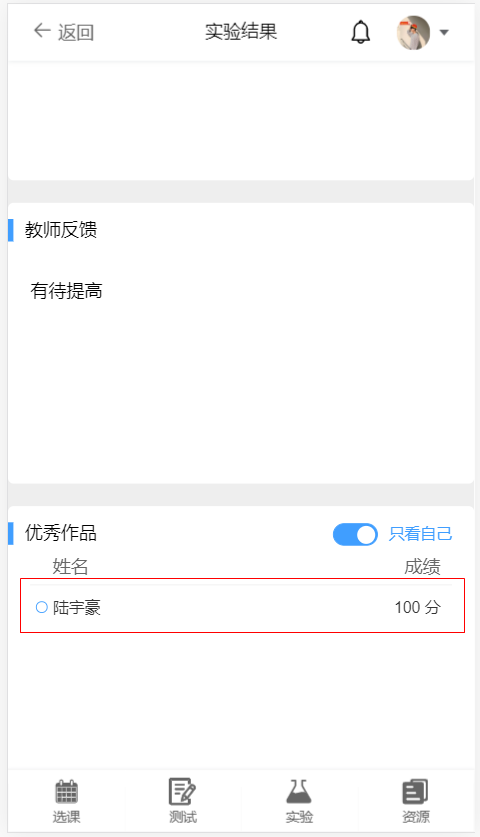 返回 实验结果
教师反馈
有待提高
优秀作品 只看自己
姓名 成绩
陆宇豪 100 分
选课 测试 实验 资源